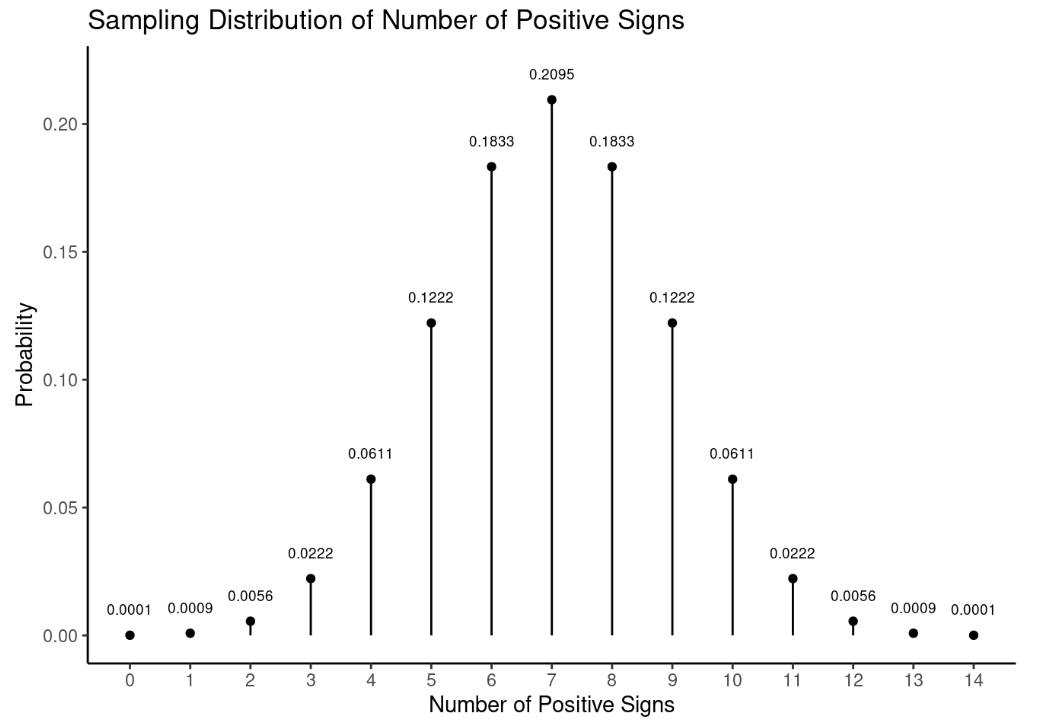 Sampling Distribution of Number of Positive Signs
0.2095
0.1833 0.1833
0.1222 0.1222
0.0611 0.0611
0.0222 0.0222
0.0056 0.0056
0.0001 0.0009 0.0009 0.0001
Probability
0.20
0.15
0.10
0.05
0.00
0 1 2 3 4 5 6 7 8 9 10 11 12 13 14
Number of Positive Signs